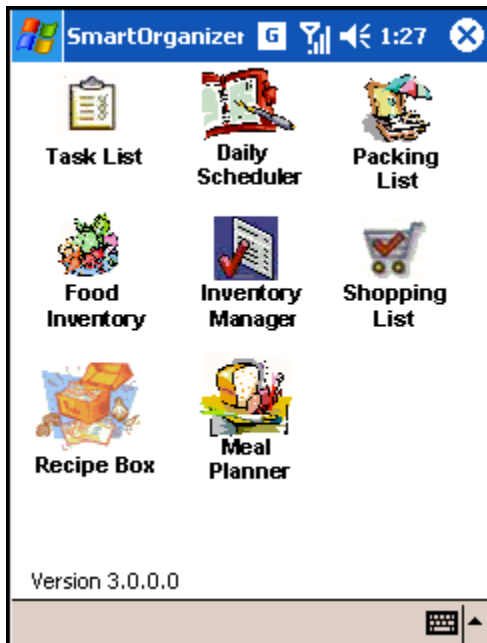 SmartOrganizer G 1:27
Task List
Daily
Scheduler
Packing
List
Food
Inventory
Inventory
Manager
Shopping
List
Recipe Box
Meal
Planner
Version 3.0.0.0